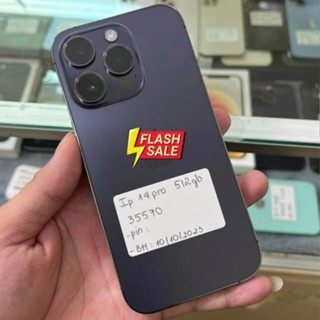 FLASH
SALE
Ip 14 pro 512gb
35570
- pin :
- BH : 10/10/2023